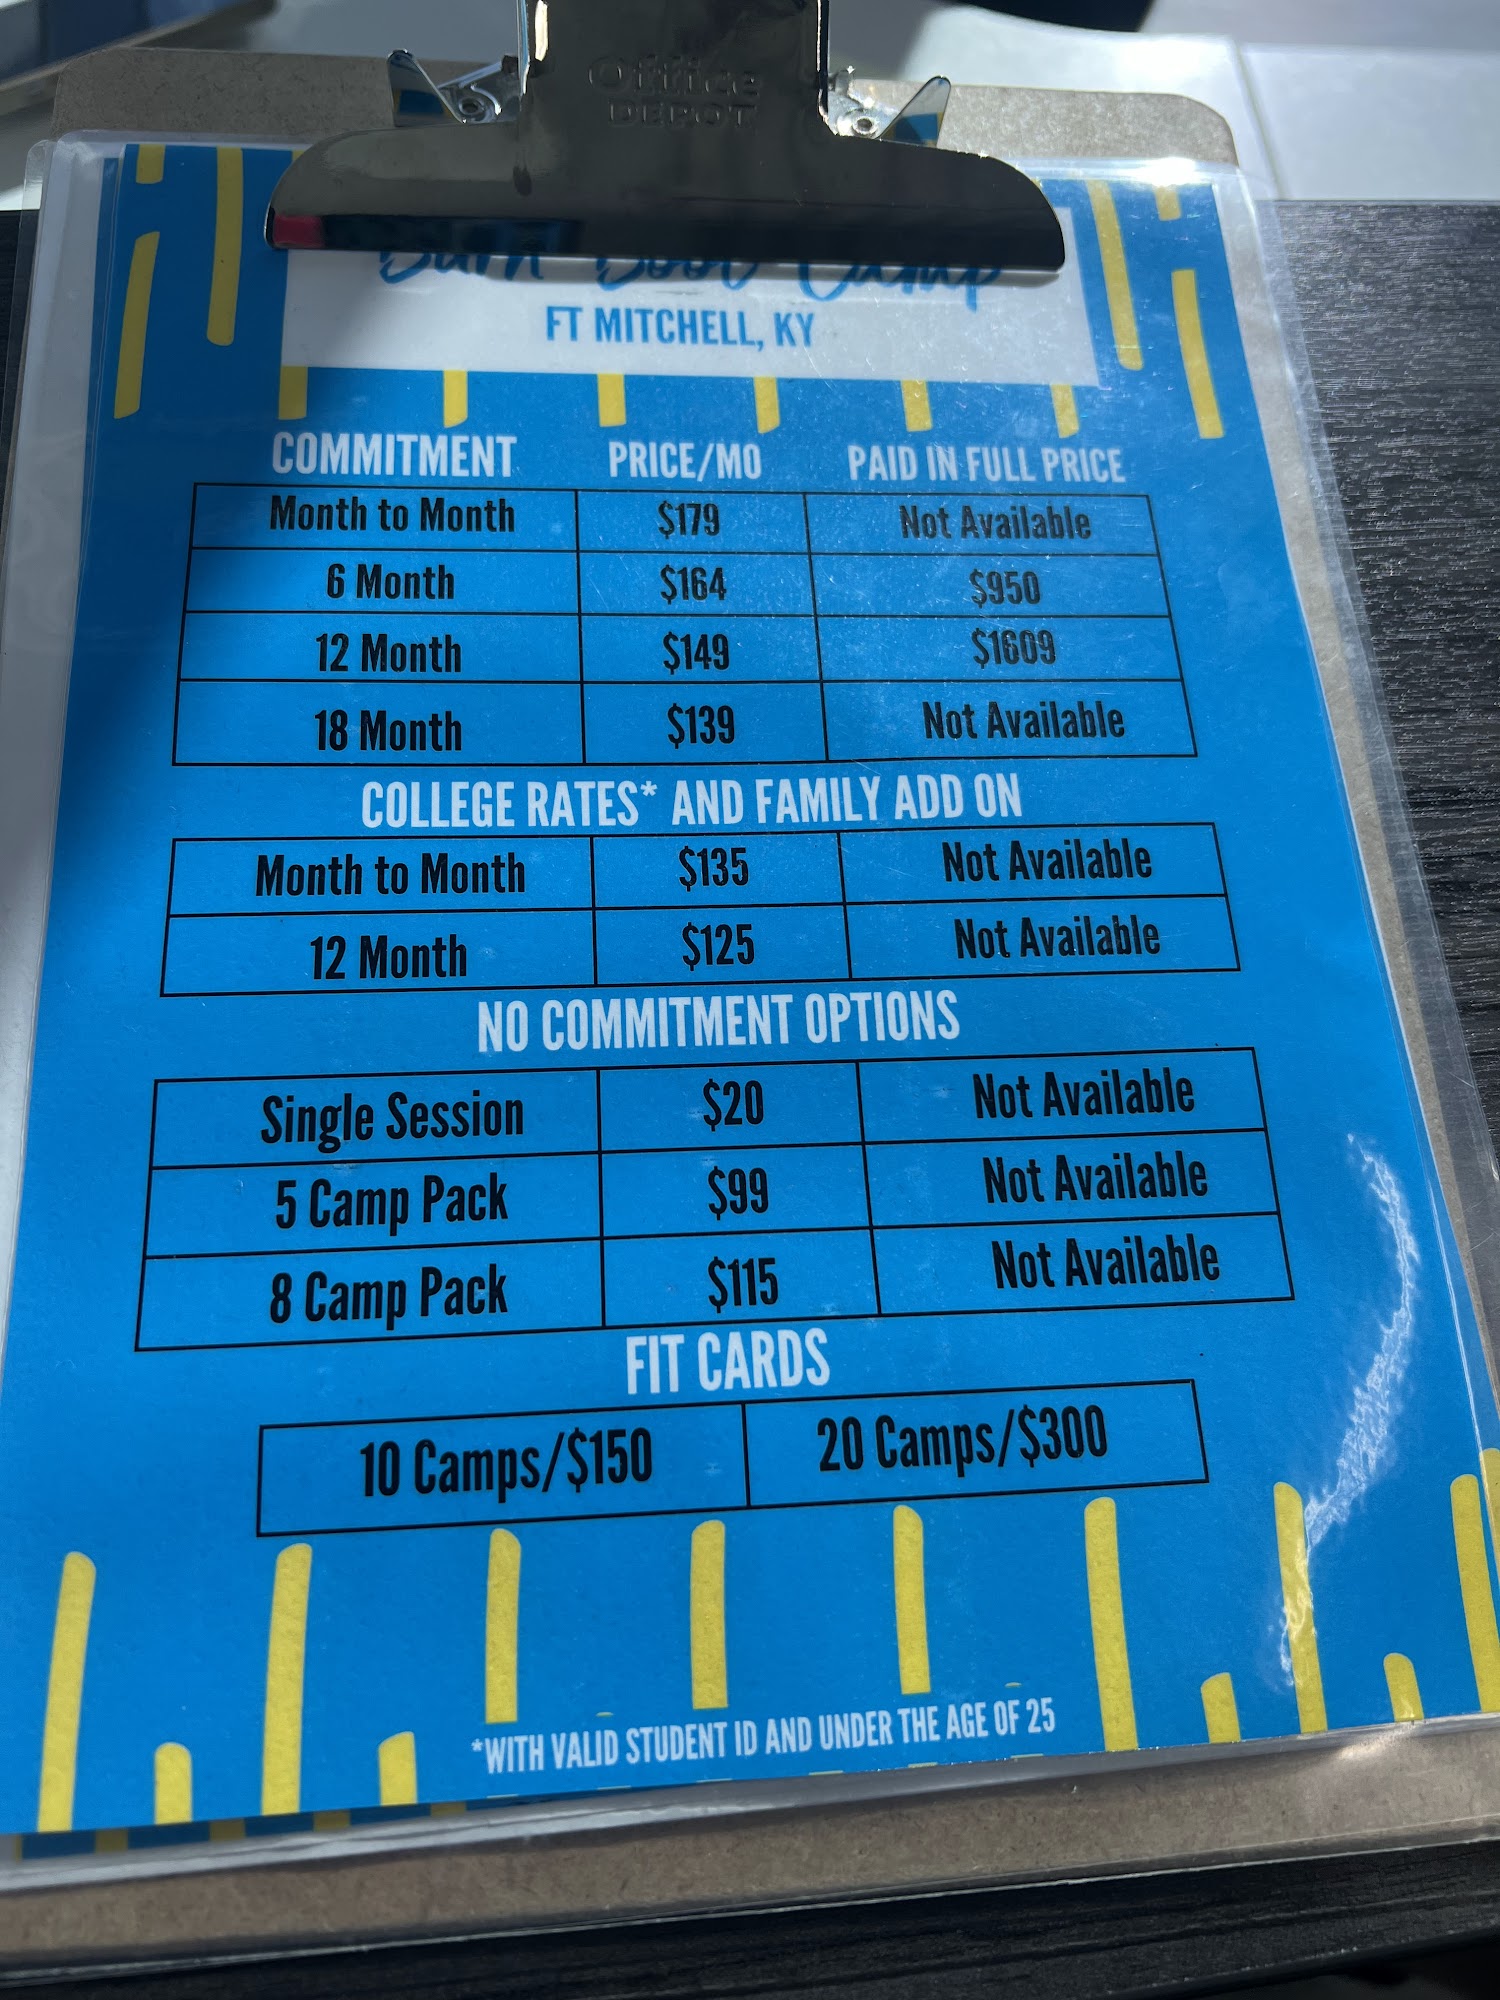 Office
DEPOT
Burn Boot Camp
FT MITCHELL, KY
COMMITMENT PRICE/MO PAID IN FULL PRICE
Month to Month $179 Not Available
6 Month $164 $950
12 Month $149 $1609
18 Month $139 Not Available
COLLEGE RATES* AND FAMILY ADD ON
Month to Month $135 Not Available
12 Month $125 Not Available
NO COMMITMENT OPTIONS
Single Session $20 Not Available
5 Camp Pack $99 Not Available
8 Camp Pack $115 Not Available
FIT CARDS
10 Camps/$150 20 Camps/$300
*WITH VALID STUDENT ID AND UNDER THE AGE OF 25